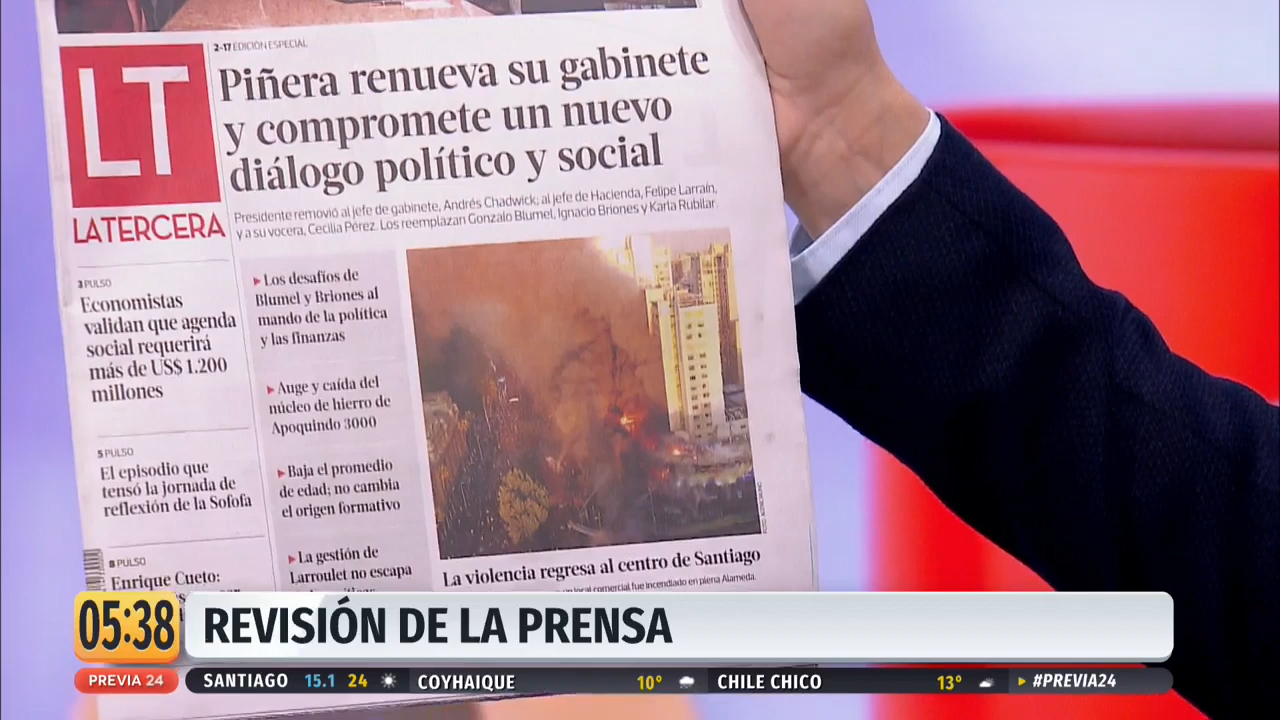 2-17 EDICIÓN ESPECIAL
LT
LATERCERA
Piñera renueva su gabinete
y compromete un nuevo
diálogo político y social
Presidente removió al jefe de gabinete, Andrés Chadwick; al jefe de Hacienda, Felipe Larraín,
y a su vocera, Cecilia Pérez. Los reemplazan Gonzalo Blumel, Ignacio Briones y Karla Rubilar.
3 PULSO
Economistas
validan que agenda
social requerirá
más de US$ 1.200
millones
5 PULSO
El episodio que
tensó la jornada de
reflexión de la Sofofa
8 PULSO
Enrique Cueto:
▸Los desafíos de
Blumel y Briones al
mando de la política
y las finanzas
▸Auge y caída del
núcleo de hierro de
Apoquindo 3000
▸Baja el promedio
de edad; no cambia
el origen formativo
▸La gestión de
Larroulet no escapa
La violencia regresa al centro de Santiago
local comercial fue incendiado en plena Alameda.
05:38
REVISIÓN DE LA PRENSA
PREVIA 24
SANTIAGO 15.1 24 COYHAIQUE 10° CHILE CHICO 13° ▸#PREVIA24